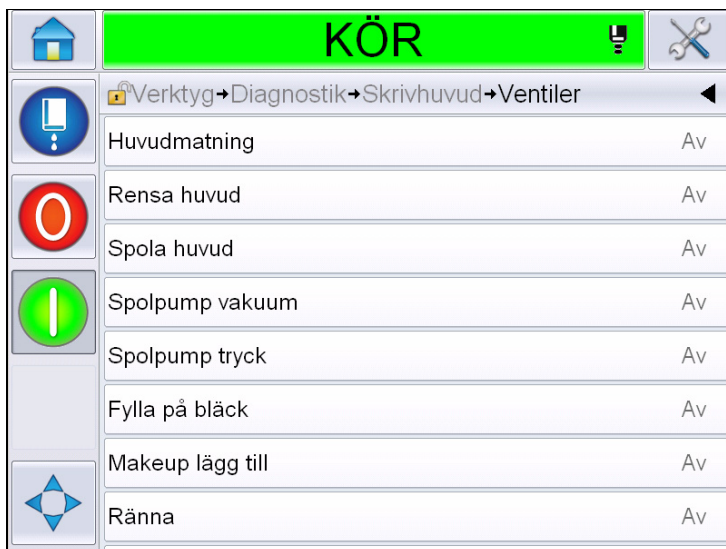 KÖR
Verktyg→Diagnostik→Skrivhuvud→Ventiler
Huvudmatning Av
Rensa huvud Av
Spola huvud Av
Spolpump vakuum Av
Spolpump tryck Av
Fylla på bläck Av
Makeup lägg till Av
Ränna Av